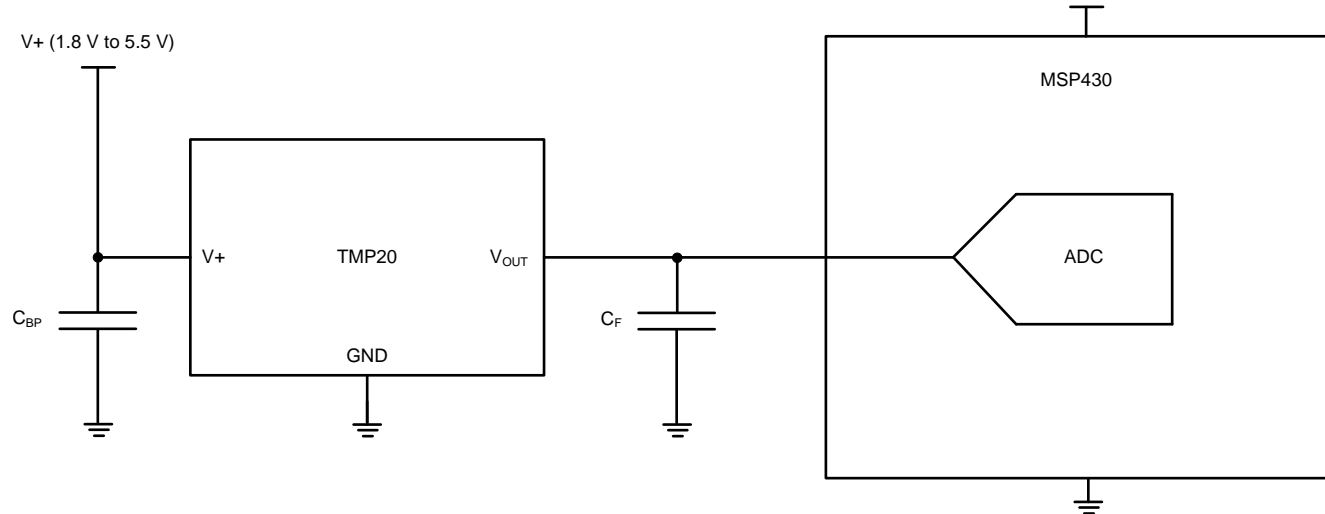 V+ (1.8 V to 5.5 V)
MSP430
V+
TMP20
VOUT
ADC
CBP
CF
GND